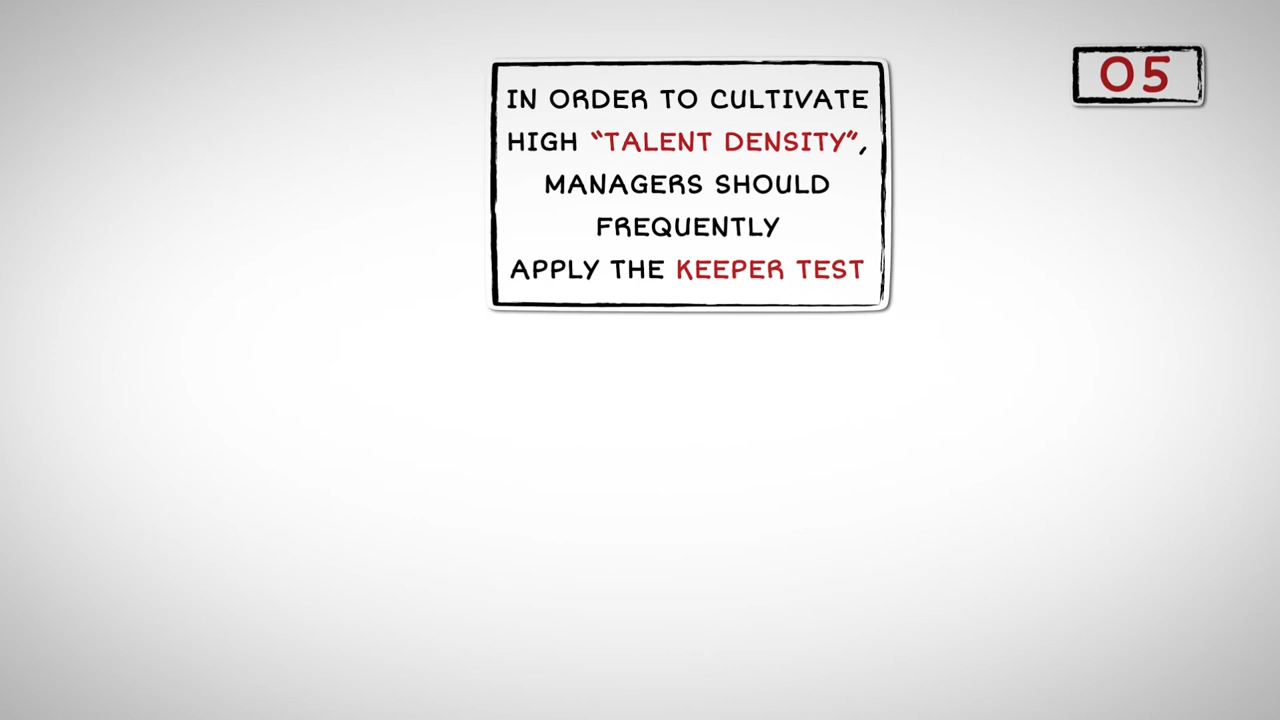 IN ORDER TO CULTIVATE
HIGH “TALENT DENSITY”,
MANAGERS SHOULD
FREQUENTLY
APPLY THE KEEPER TEST
05